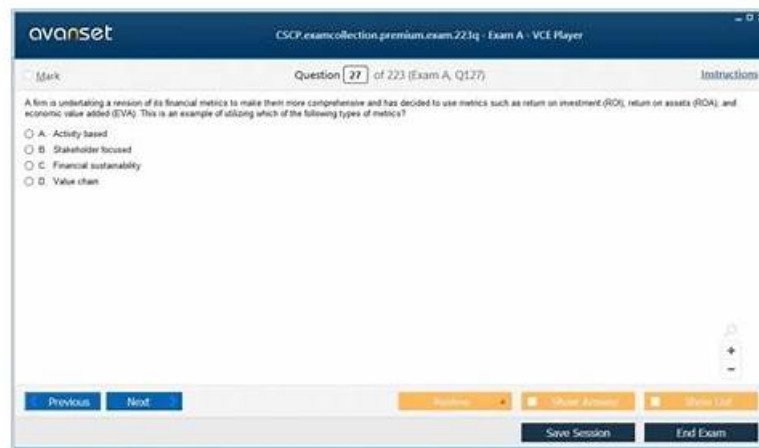 avanset
CSCP.examcollection.premium.exam.223q - Exam A - VCE Player
Mark
Question 27 of 223 (Exam A, Q127)
Instructions
A firm is undertaking a revision of its financial metrics to make them more comprehensive and has decided to use metrics such as return on investment (ROI), return on assets (ROA), and
economic value added (EVA). This is an example of utilizing which of the following types of metrics?
A. Activity based
B. Stakeholder focused
C. Financial sustainability
D. Value chain
+
-
Previous
Next
Review
Show Answer
Show List
Save Session
End Exam